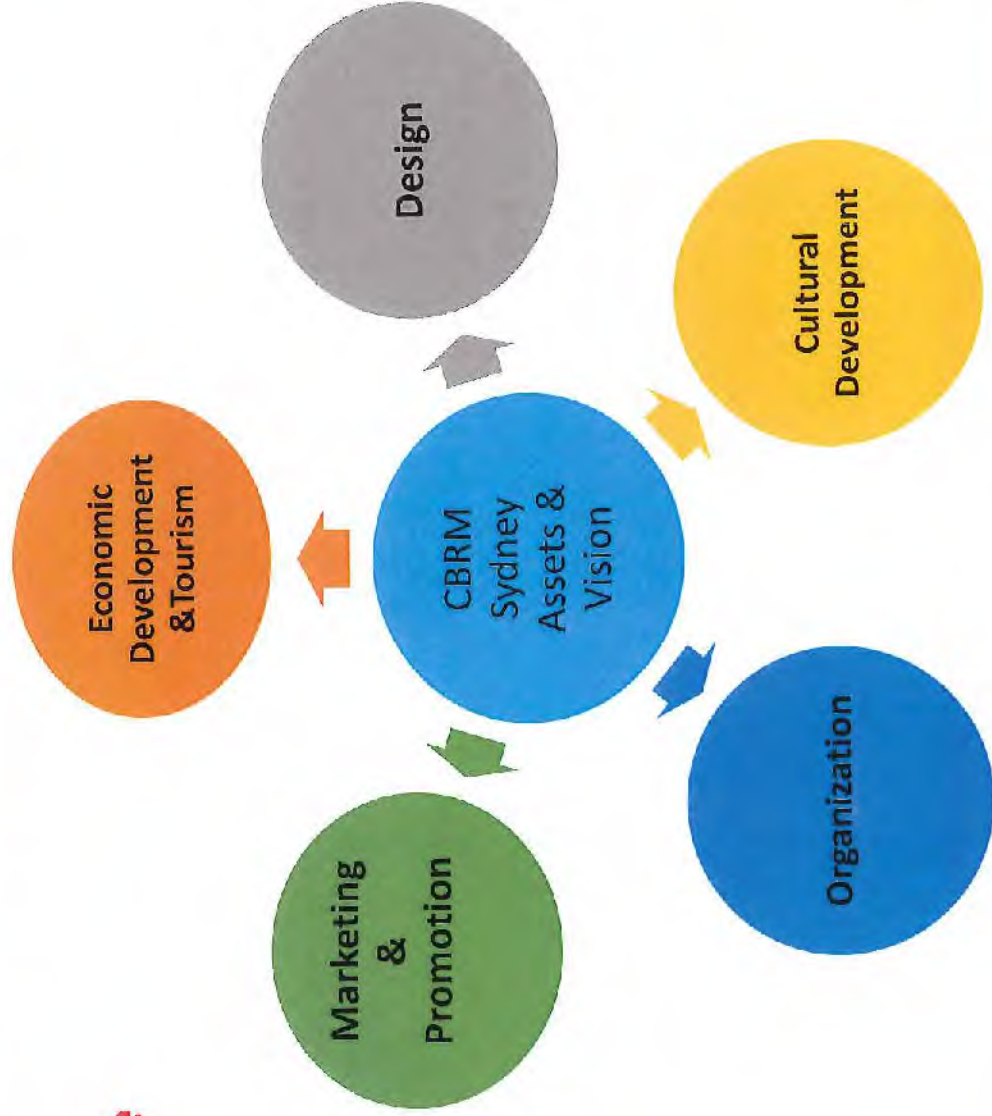 Economic
Development
&Tourism
Design
Cultural
Development
Organization
Marketing
&
Promotion
CBRM
Sydney
Assets &
Vision